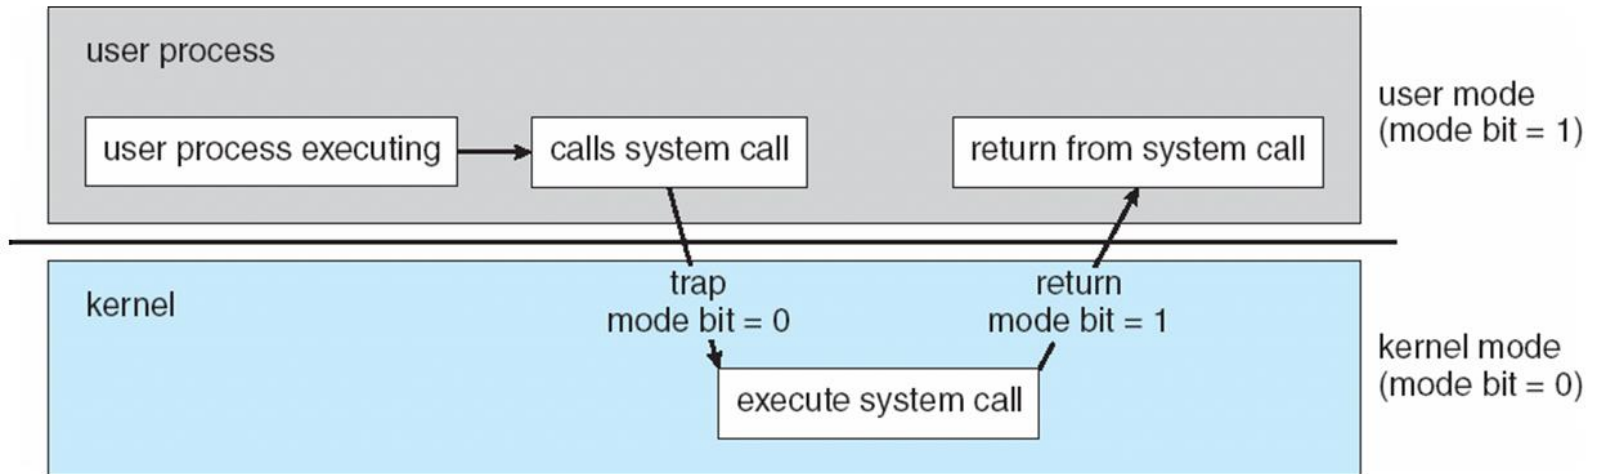 user process
user process executing
calls system call
return from system call
user mode
(mode bit = 1)
kernel
trap
mode bit = 0
return
mode bit = 1
execute system call
kernel mode
(mode bit = 0)